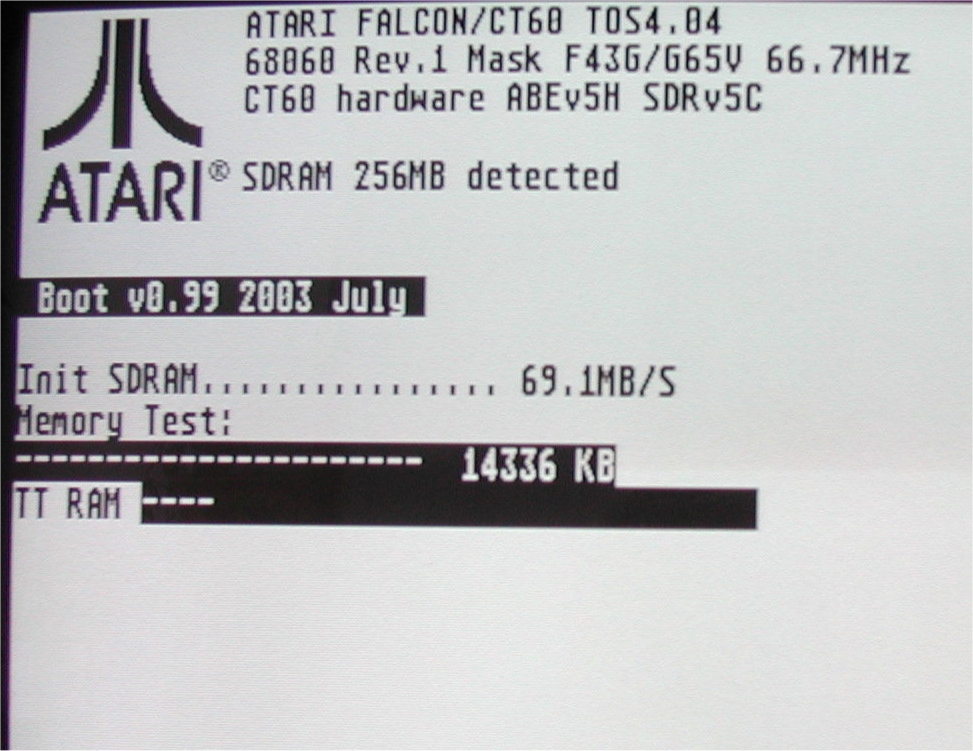 ATARI FALCON/CT60 TOS4.04
68060 Rev.1 Mask F43G/G65V 66.7MHz
CT60 hardware ABEv5H SDRv5C
ATARI® SDRAM 256MB detected
Boot v0.99 2003 July
Init SDRAM................ 69.1MB/S
Memory Test:
---------------------- 14336 KB
TT RAM ----